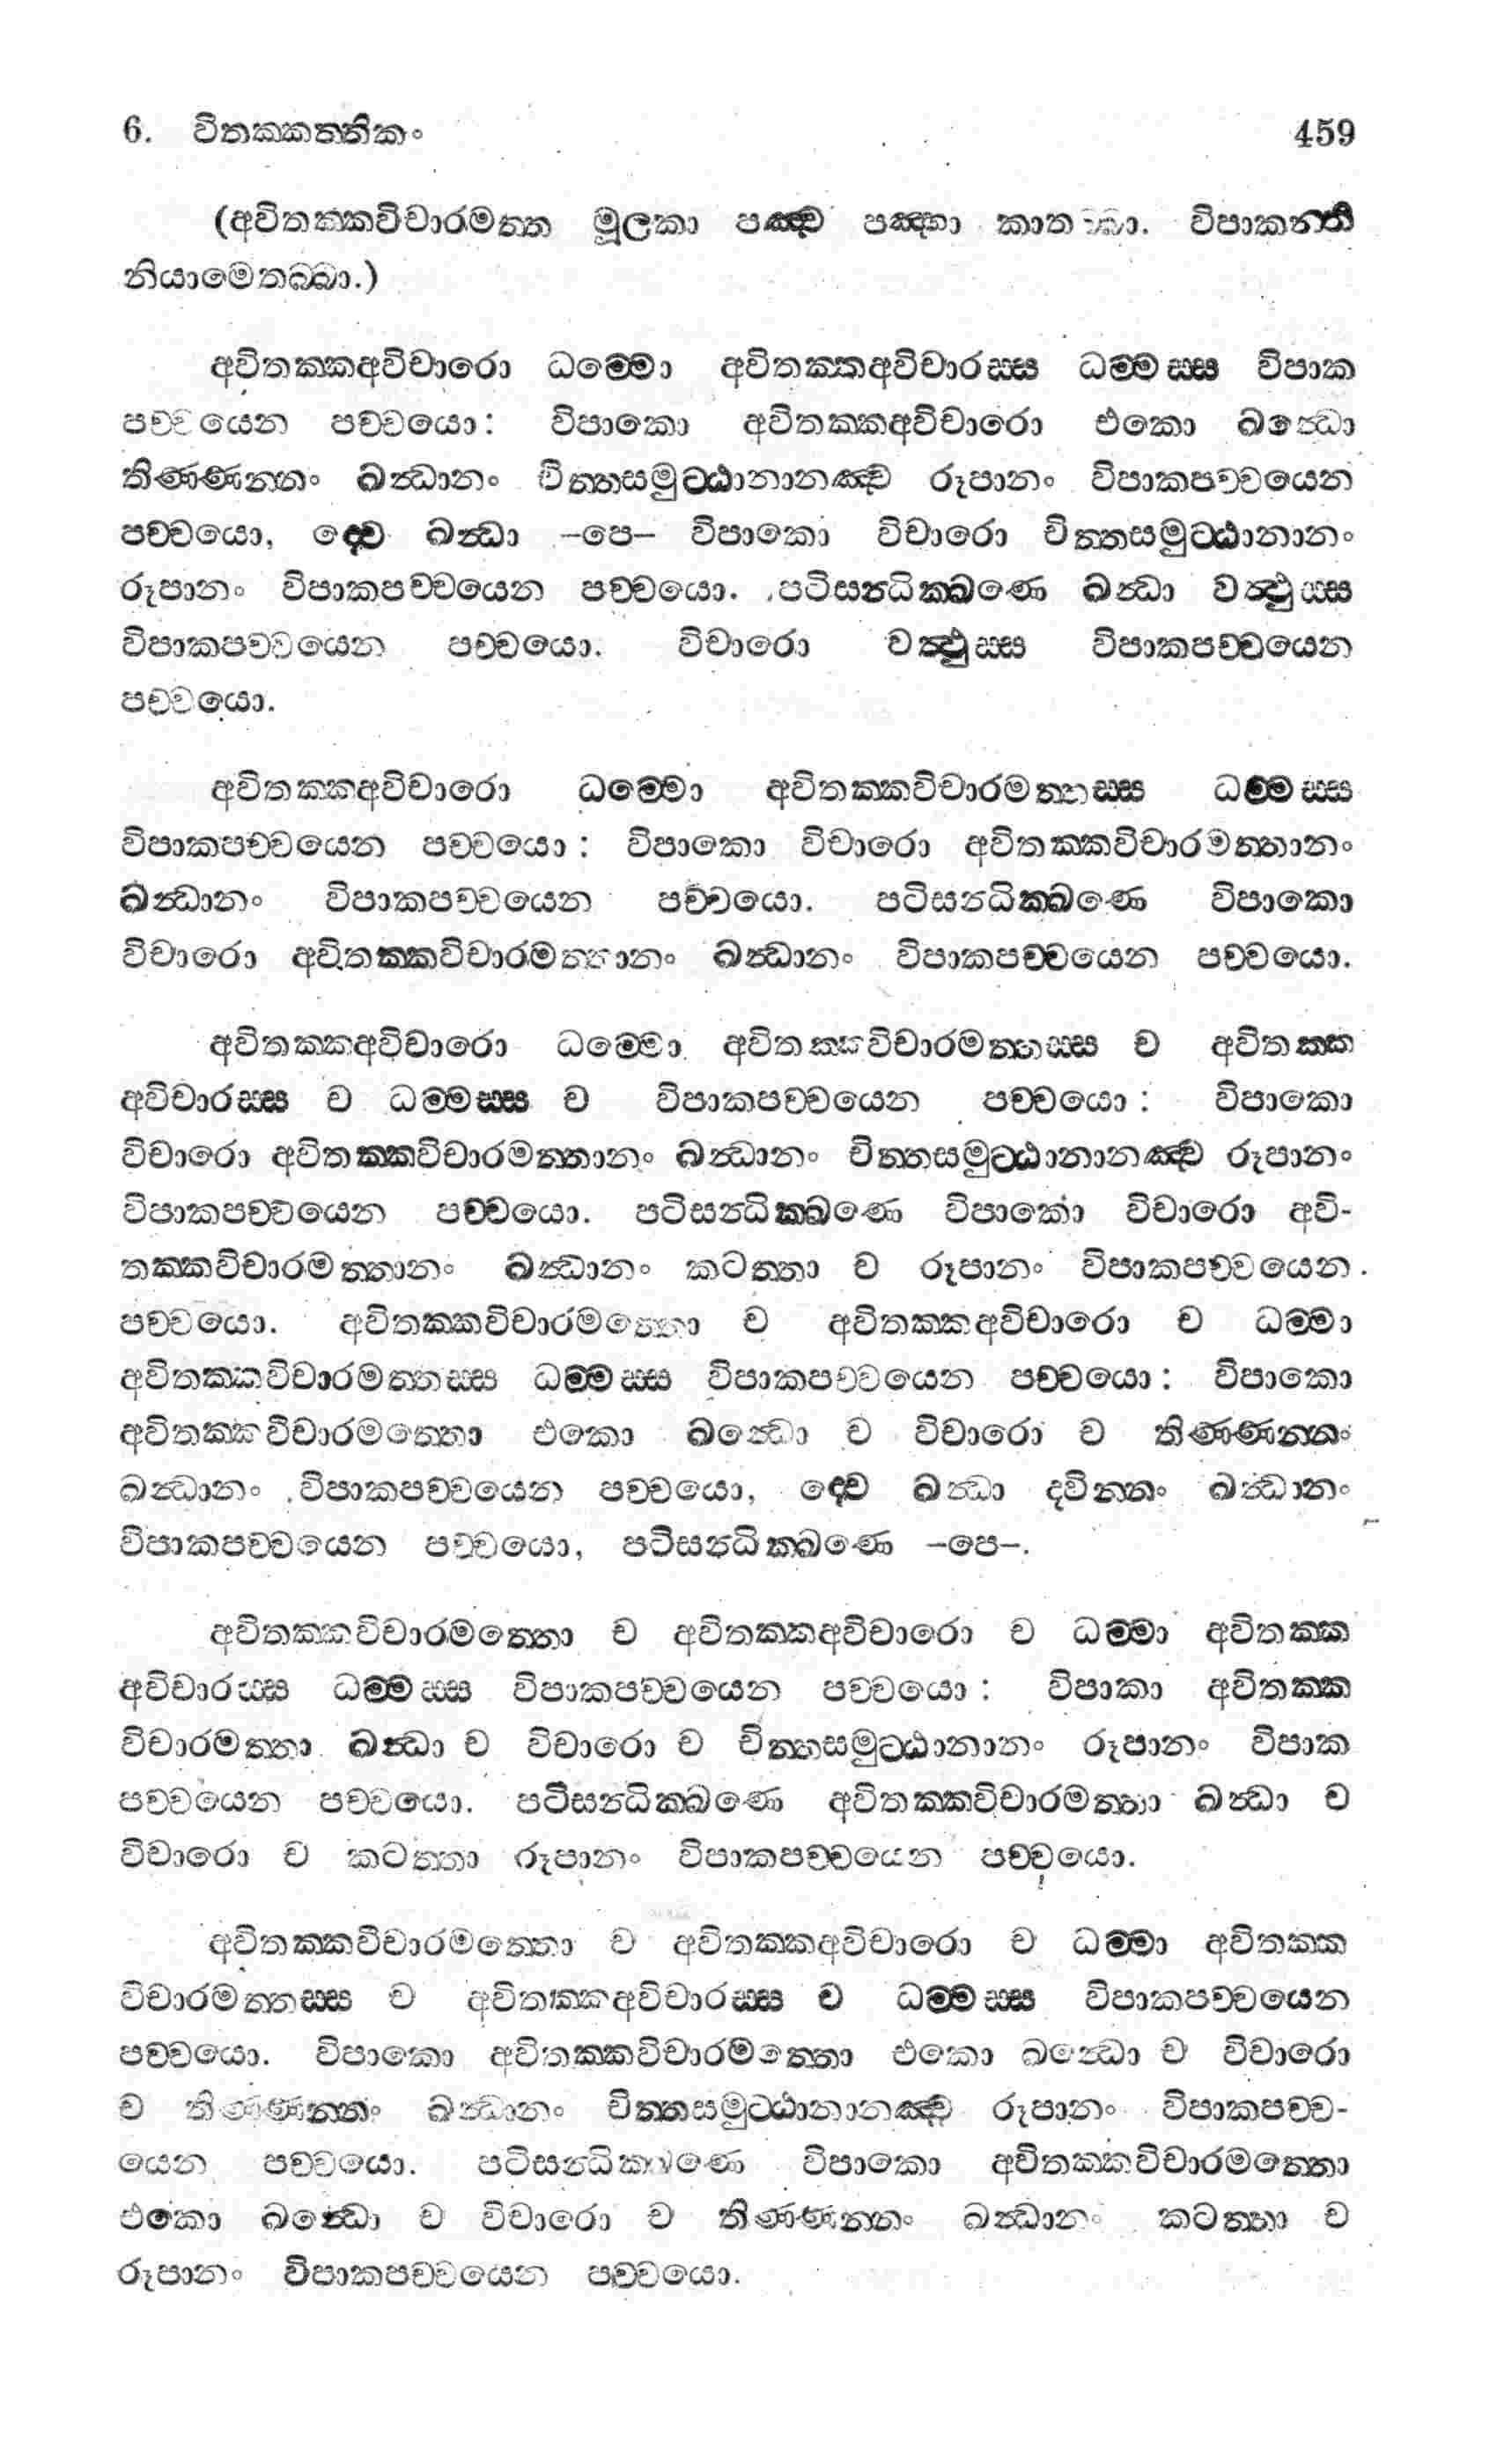 6. විතක්කත්තිකං 459
(අවිතක්කවිචාරමත්ත මූලකා පඤ්ච පඤ්හා කාතබ්බා. විපාකන්ති
නියාමෙතබ්බා.)
අවිතක්කඅවිචාරො ධම්මො අවිතක්කඅවිචාරස්ස ධම්මස්ස විපාක
පච්චයෙන පච්චයො: විපාකො අවිතක්කඅවිචාරො එකො ඛන්ධො
තිණ්ණන්නං ඛන්ධානං චිත්තසමුට්ඨානානඤ්ච රූපානං විපාකපච්චයෙන
පච්චයො, ද්වෙ ඛන්ධා –පෙ– විපාකො විචාරො චිත්තසමුට්ඨානානං
රූපානං විපාකපච්චයෙන පච්චයො. පටිසන්ධික්ඛණෙ ඛන්ධා වත්ථුස්ස
විපාකපච්චයෙන පච්චයො. විචාරො වත්ථුස්ස විපාකපච්චයෙන
පච්චයො.
අවිතක්කඅවිචාරො ධම්මො අවිතක්කවිචාරමත්තස්ස ධම්මස්ස
විපාකපච්චයෙන පච්චයො: විපාකො විචාරො අවිතක්කවිචාරමත්තානං
ඛන්ධානං විපාකපච්චයෙන පච්චයො. පටිසන්ධික්ඛණෙ විපාකො
විචාරො අවිතක්කවිචාරමත්තානං ඛන්ධානං විපාකපච්චයෙන පච්චයො.
අවිතක්කඅවිචාරො ධම්මො අවිතක්කවිචාරමත්තස්ස ච අවිතක්ක
අවිචාරස්ස ච ධම්මස්ස ච විපාකපච්චයෙන පච්චයො: විපාකො
විචාරො අවිතක්කවිචාරමත්තානං ඛන්ධානං චිත්තසමුට්ඨානානඤ්ච රූපානං
විපාකපච්චයෙන පච්චයො. පටිසන්ධික්ඛණෙ විපාකො විචාරො අවි-
තක්කවිචාරමත්තානං ඛන්ධානං කටත්තා ච රූපානං විපාකපච්චයෙන
පච්චයො. අවිතක්කවිචාරමත්තො ච අවිතක්කඅවිචාරො ච ධම්මා
අවිතක්කවිචාරමත්තස්ස ධම්මස්ස විපාකපච්චයෙන පච්චයො: විපාකො
අවිතක්කවිචාරමත්තො එකො ඛන්ධො ච විචාරො ච තිණ්ණන්නං
ඛන්ධානං විපාකපච්චයෙන පච්චයො, ද්වෙ ඛන්ධා ද්වින්නං ඛන්ධානං
විපාකපච්චයෙන පච්චයො, පටිසන්ධික්ඛණෙ –පෙ–.
අවිතක්කවිචාරමත්තො ච අවිතක්කඅවිචාරො ච ධම්මා අවිතක්ක
අවිචාරස්ස ධම්මස්ස විපාකපච්චයෙන පච්චයො: විපාකා අවිතක්ක
විචාරමත්තා ඛන්ධා ච විචාරො ච චිත්තසමුට්ඨානානං රූපානං විපාක
පච්චයෙන පච්චයො. පටිසන්ධික්ඛණෙ අවිතක්කවිචාරමත්තා ඛන්ධා ච
විචාරො ච කටත්තා රූපානං විපාකපච්චයෙන පච්චයො.
අවිතක්කවිචාරමත්තො ච අවිතක්කඅවිචාරො ච ධම්මා අවිතක්ක
විචාරමත්තස්ස ච අවිතක්කඅවිචාරස්ස ච ධම්මස්ස විපාකපච්චයෙන
පච්චයො. විපාකො අවිතක්කවිචාරමත්තො එකො ඛන්ධො ච විචාරො
ච තිණ්ණන්නං ඛන්ධානං චිත්තසමුට්ඨානානඤ්ච රූපානං විපාකපච්ච-
යෙන පච්චයො. පටිසන්ධික්ඛණෙ විපාකො අවිතක්කවිචාරමත්තො
එකො ඛන්ධො ච විචාරො ච තිණ්ණන්නං ඛන්ධානං කටත්තා ච
රූපානං විපාකපච්චයෙන පච්චයො.